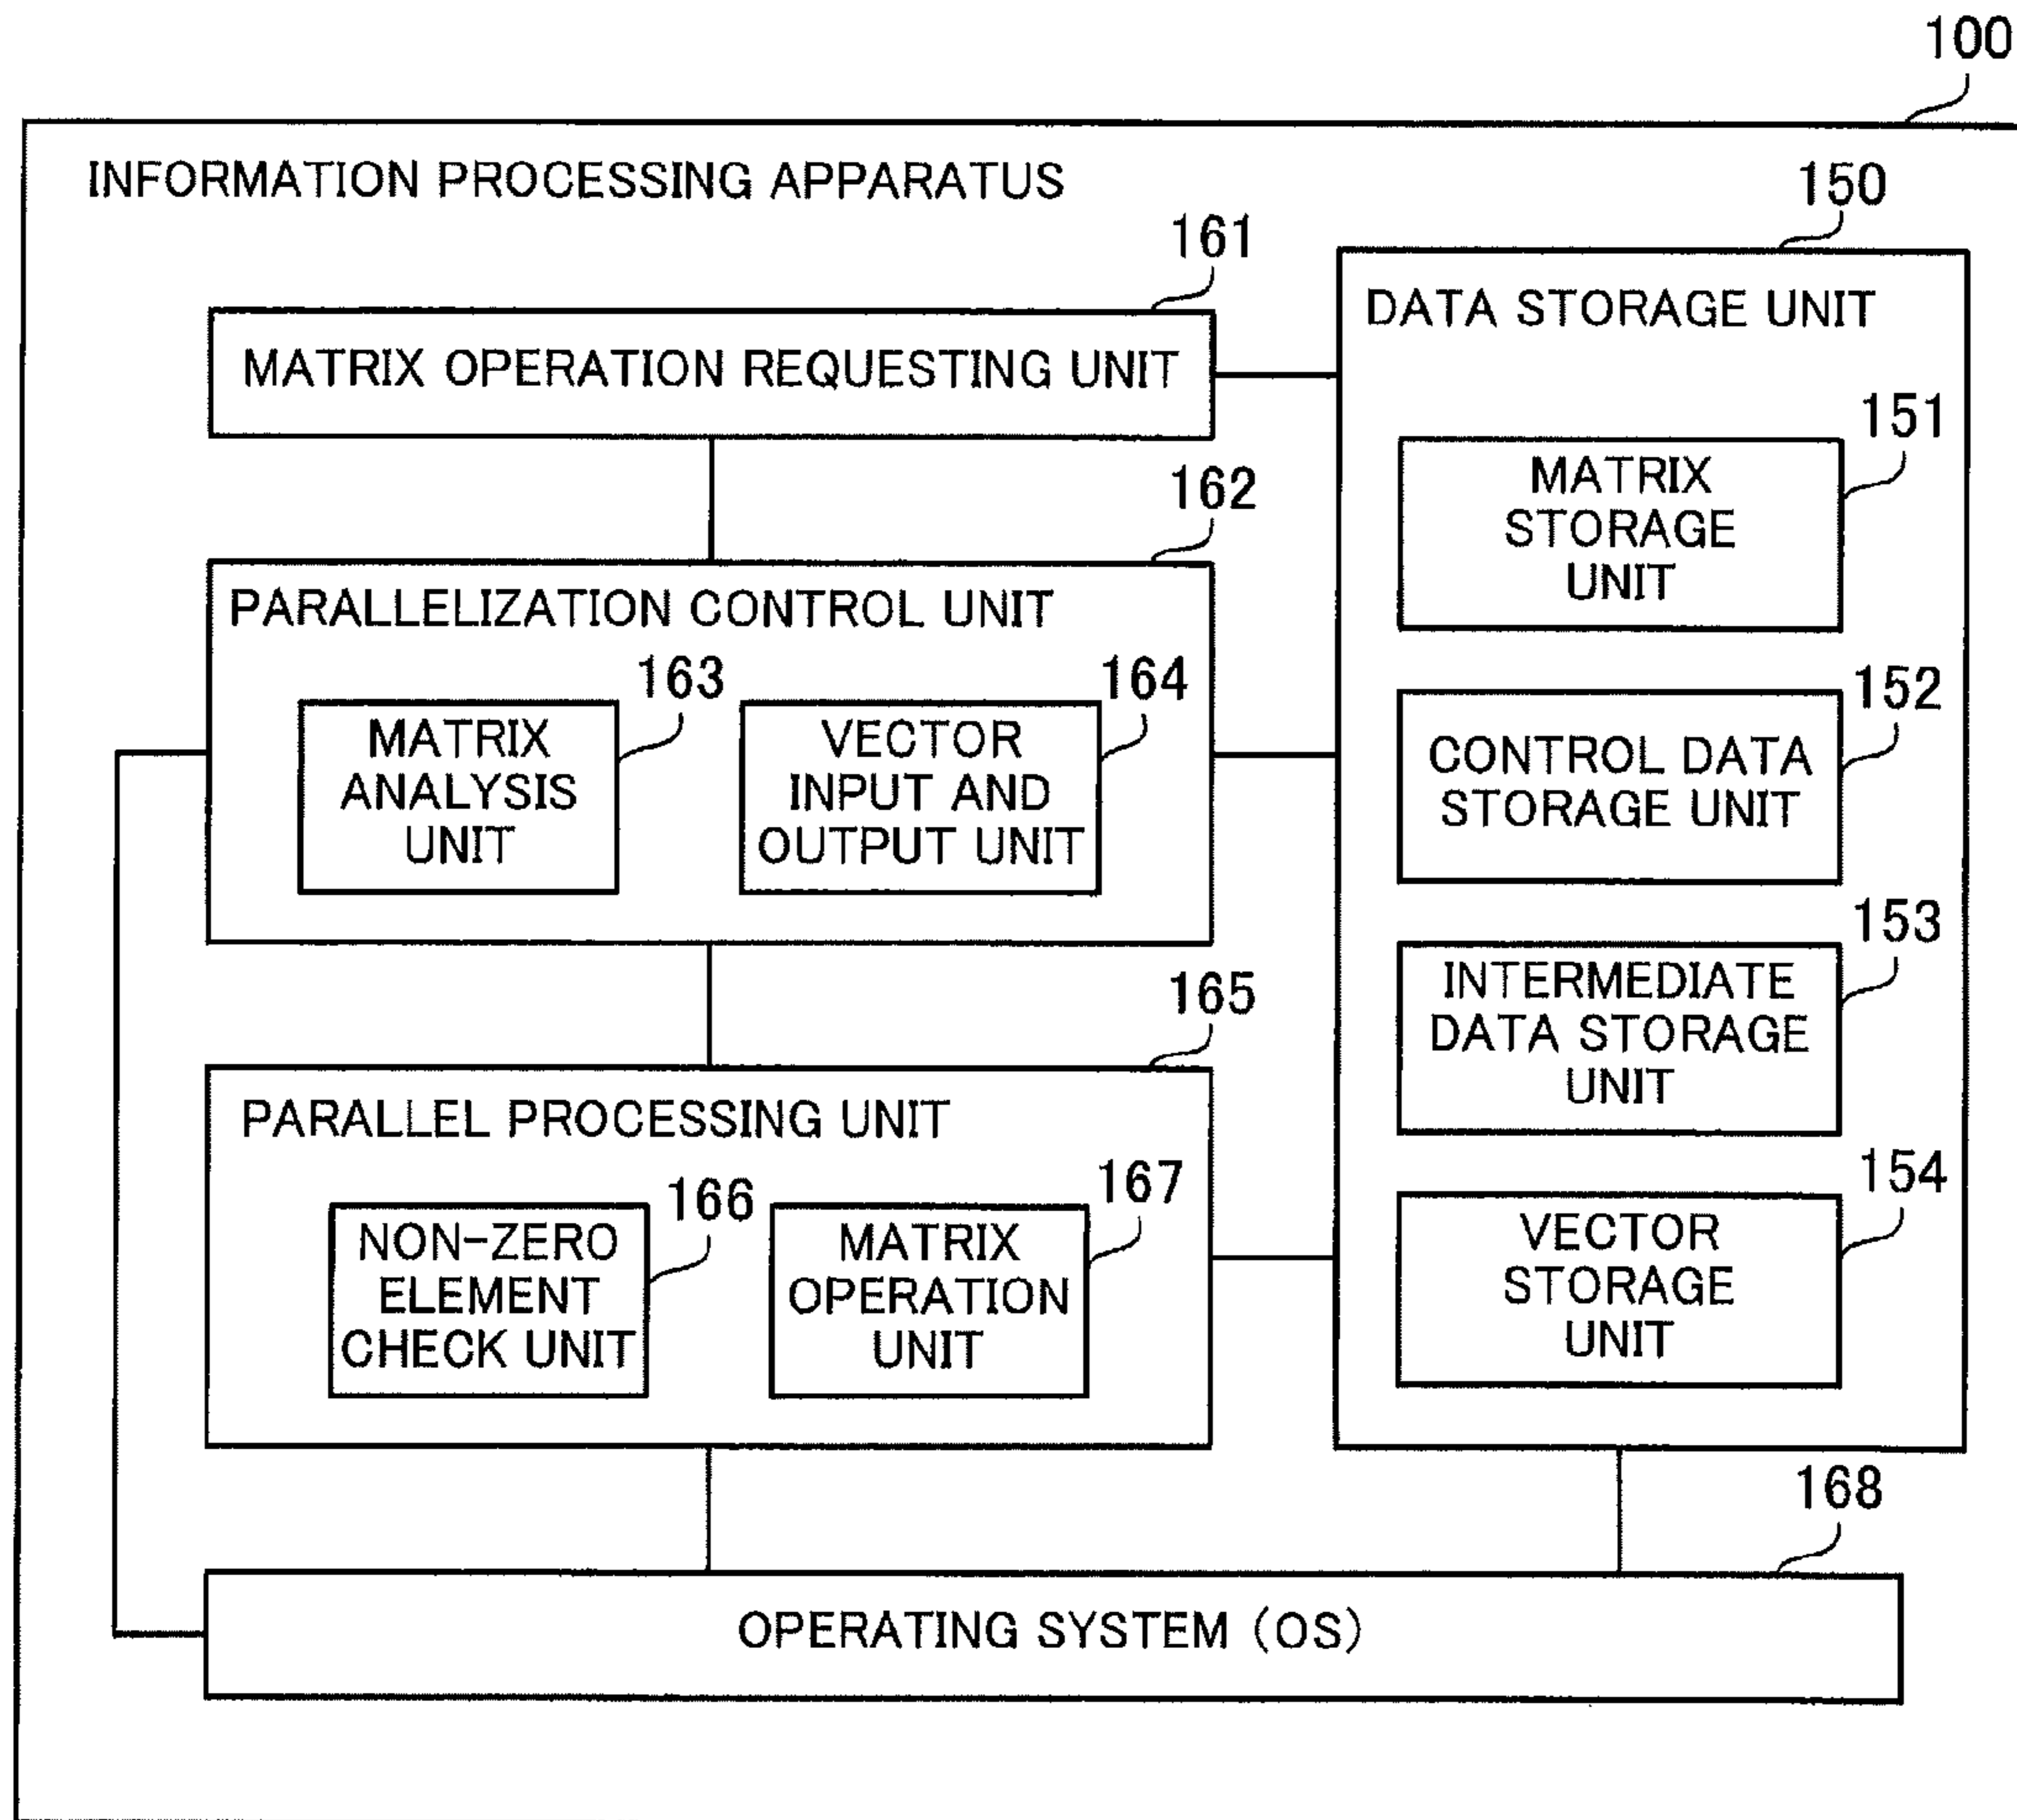 100
INFORMATION PROCESSING APPARATUS
161
MATRIX OPERATION REQUESTING UNIT
162
PARALLELIZATION CONTROL UNIT
163
MATRIX
ANALYSIS
UNIT
164
VECTOR
INPUT AND
OUTPUT UNIT
165
PARALLEL PROCESSING UNIT
166
NON-ZERO
ELEMENT
CHECK UNIT
167
MATRIX
OPERATION
UNIT
150
DATA STORAGE UNIT
151
MATRIX
STORAGE
UNIT
152
CONTROL DATA
STORAGE UNIT
153
INTERMEDIATE
DATA STORAGE
UNIT
154
VECTOR
STORAGE
UNIT
168
OPERATING SYSTEM (OS)